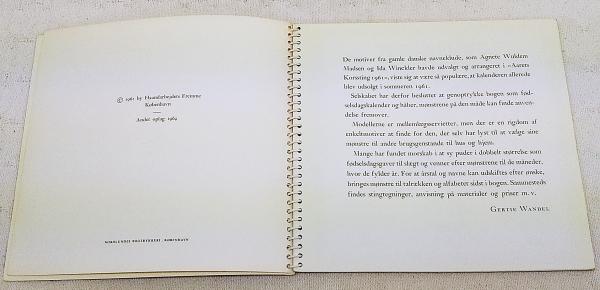 © 1961 by Haandarbejdets Fremme
København
Andet oplag 1964
NORDLUNDES BOGTRYKKERI, KØBENHAVN
De motiver fra gamle danske navneklude, som Agnete Wuldem
Madsen og Ida Winckler havde udvalgt og arrangeret i »Aarets
Korssting 1961«, viste sig at være så populære, at kalenderen allerede
blev udsolgt i sommeren 1961.
Selskabet har derfor besluttet at genoptrykke bogen som fød-
selsdagskalender og håber, mønstrene på den måde kan finde anven-
delse fremover.
Modellerne er mellemlægsservietter, men der er en rigdom af
enkeltmotiver at finde for den, der selv har lyst til at vælge sine
mønstre til andre brugsgenstande til hus og hjem.
Mange har fundet morskab i at sy puder i dobbelt størrelse som
fødselsdagsgaver til slægt og venner efter mønstrene til de måneder,
hvor de fylder år. For at årstal og navne kan udskiftes efter ønske,
bringes mønstre til talrækken og alfabetet sidst i bogen. Sammesteds
findes stingtegninger, anvisning på materialer og priser m. v.
GERTIE WANDEL